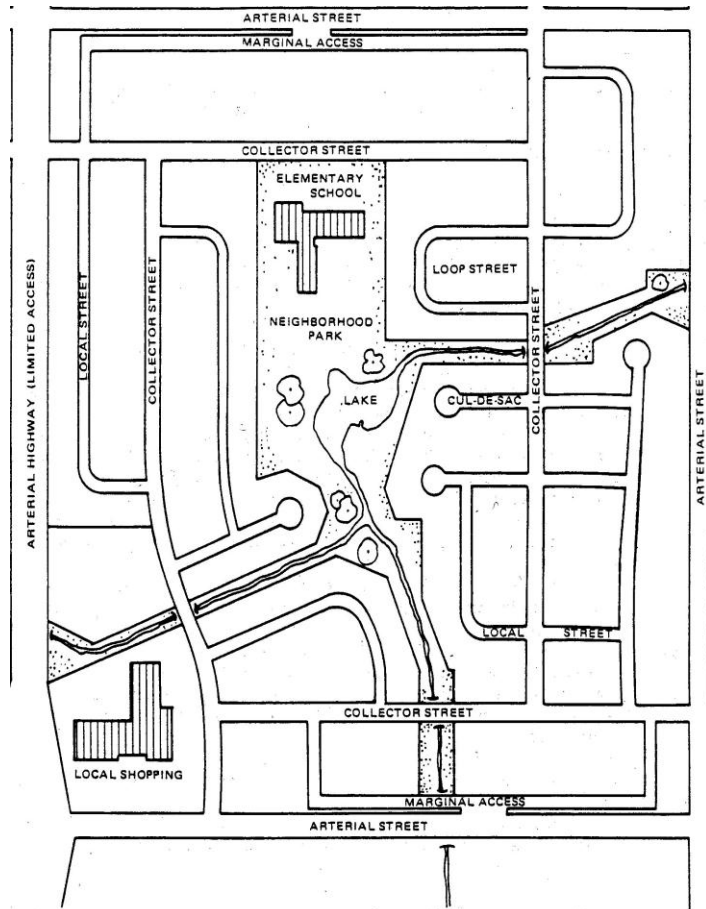 ARTERIAL STREET
MARGINAL ACCESS
COLLECTOR STREET
ELEMENTARY
SCHOOL
LOOP STREET
NEIGHBORHOOD
PARK
LAKE
CUL-DE-SAC
ARTERIAL HIGHWAY (LIMITED ACCESS)
LOCAL STREET
COLLECTOR STREET
COLLECTOR STREET
ARTERIAL STREET
LOCAL STREET
COLLECTOR STREET
LOCAL SHOPPING
MARGINAL ACCESS
ARTERIAL STREET